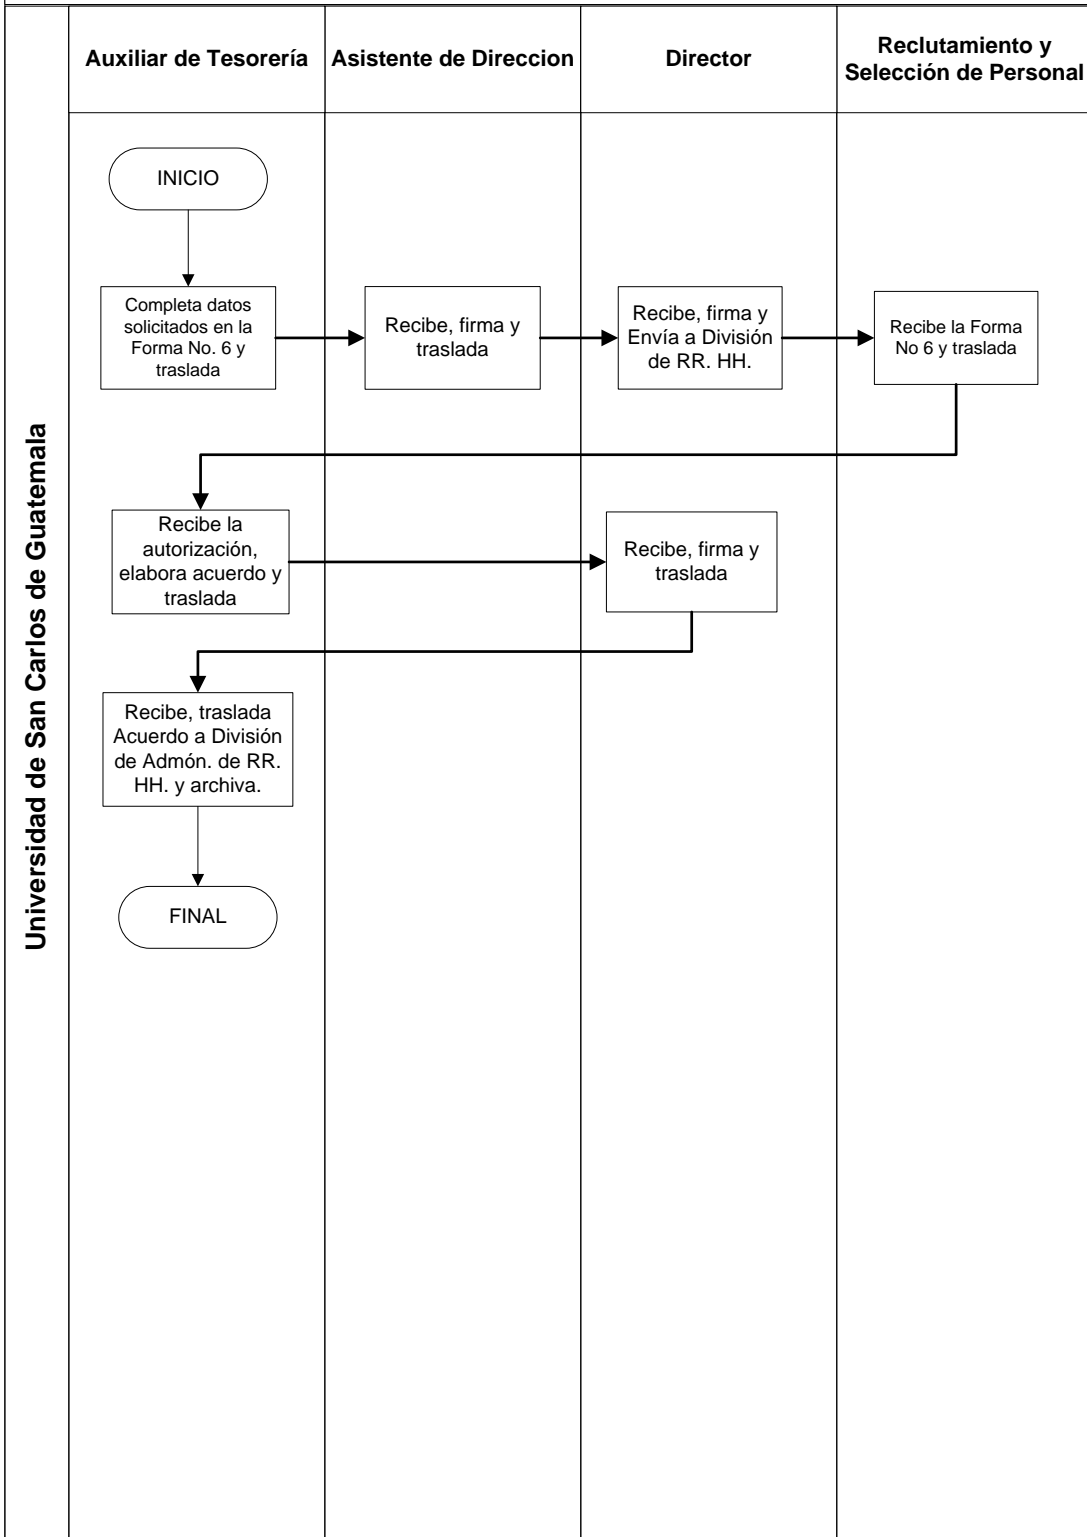 Universidad de San Carlos de Guatemala
Auxiliar de Tesorería
Asistente de Direccion
Director
Reclutamiento y
Selección de Personal
INICIO
Completa datos
solicitados en la
Forma No. 6 y
traslada
Recibe, firma y
traslada
Recibe, firma y
Envía a División
de RR. HH.
Recibe la Forma
No 6 y traslada
Recibe la
autorización,
elabora acuerdo y
traslada
Recibe, firma y
traslada
Recibe, traslada
Acuerdo a División
de Admón. de RR.
HH. y archiva.
FINAL